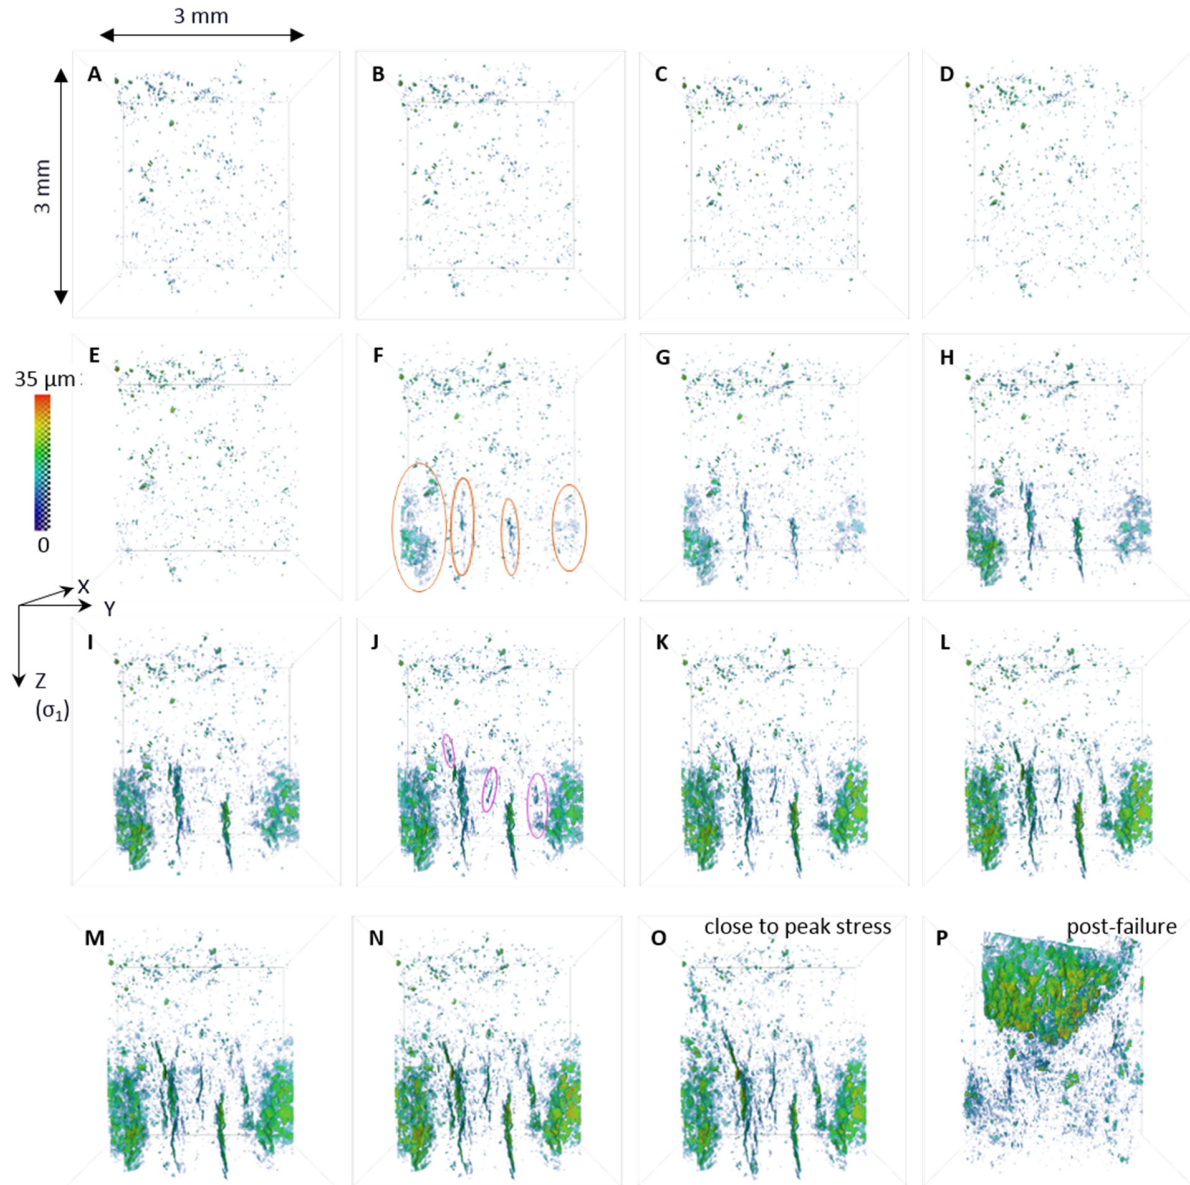 3 mm
3 mm
A
B
C
D
E
F
G
H
35 µm
0
X
Y
Z
(σ₁)
I
J
K
L
M
N
O
close to peak stress
P
post-failure